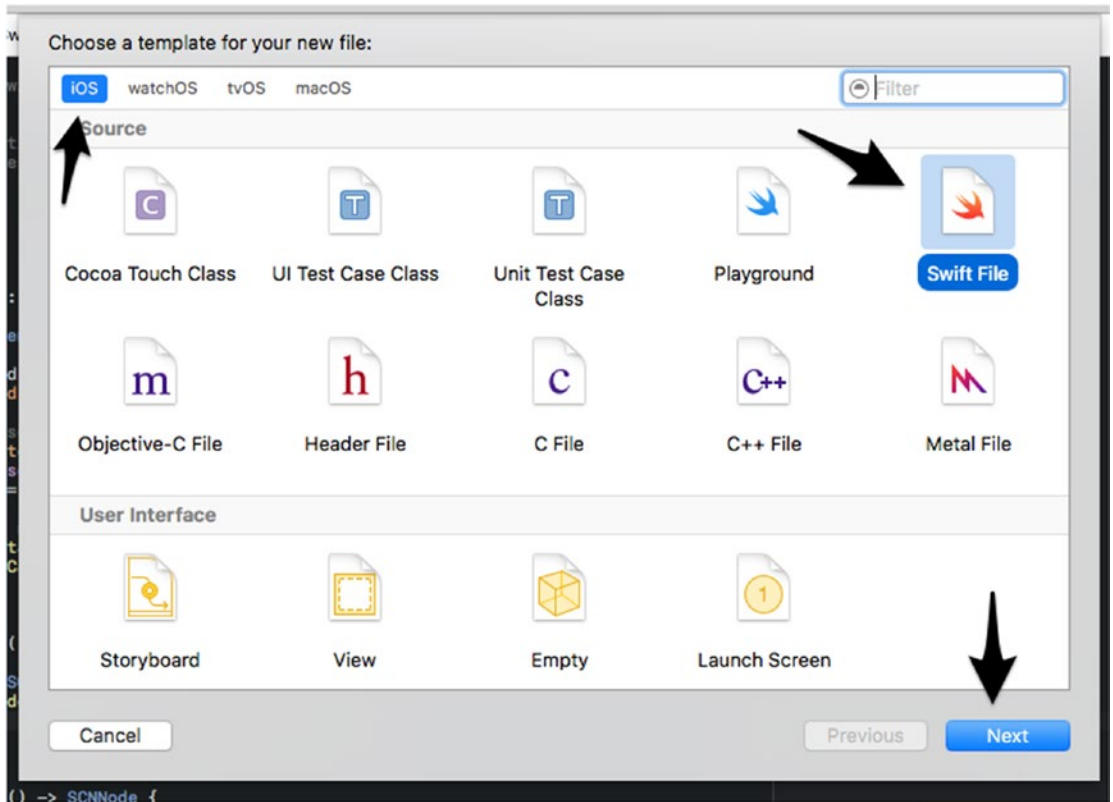 Choose a template for your new file:
iOS watchOS tvOS macOS Filter
Source
C T T
Cocoa Touch Class UI Test Case Class Unit Test Case Class Playground Swift File
m h c C++
Objective-C File Header File C File C++ File Metal File
User Interface
1
Storyboard View Empty Launch Screen
Cancel Previous Next
() -> SCNNode {